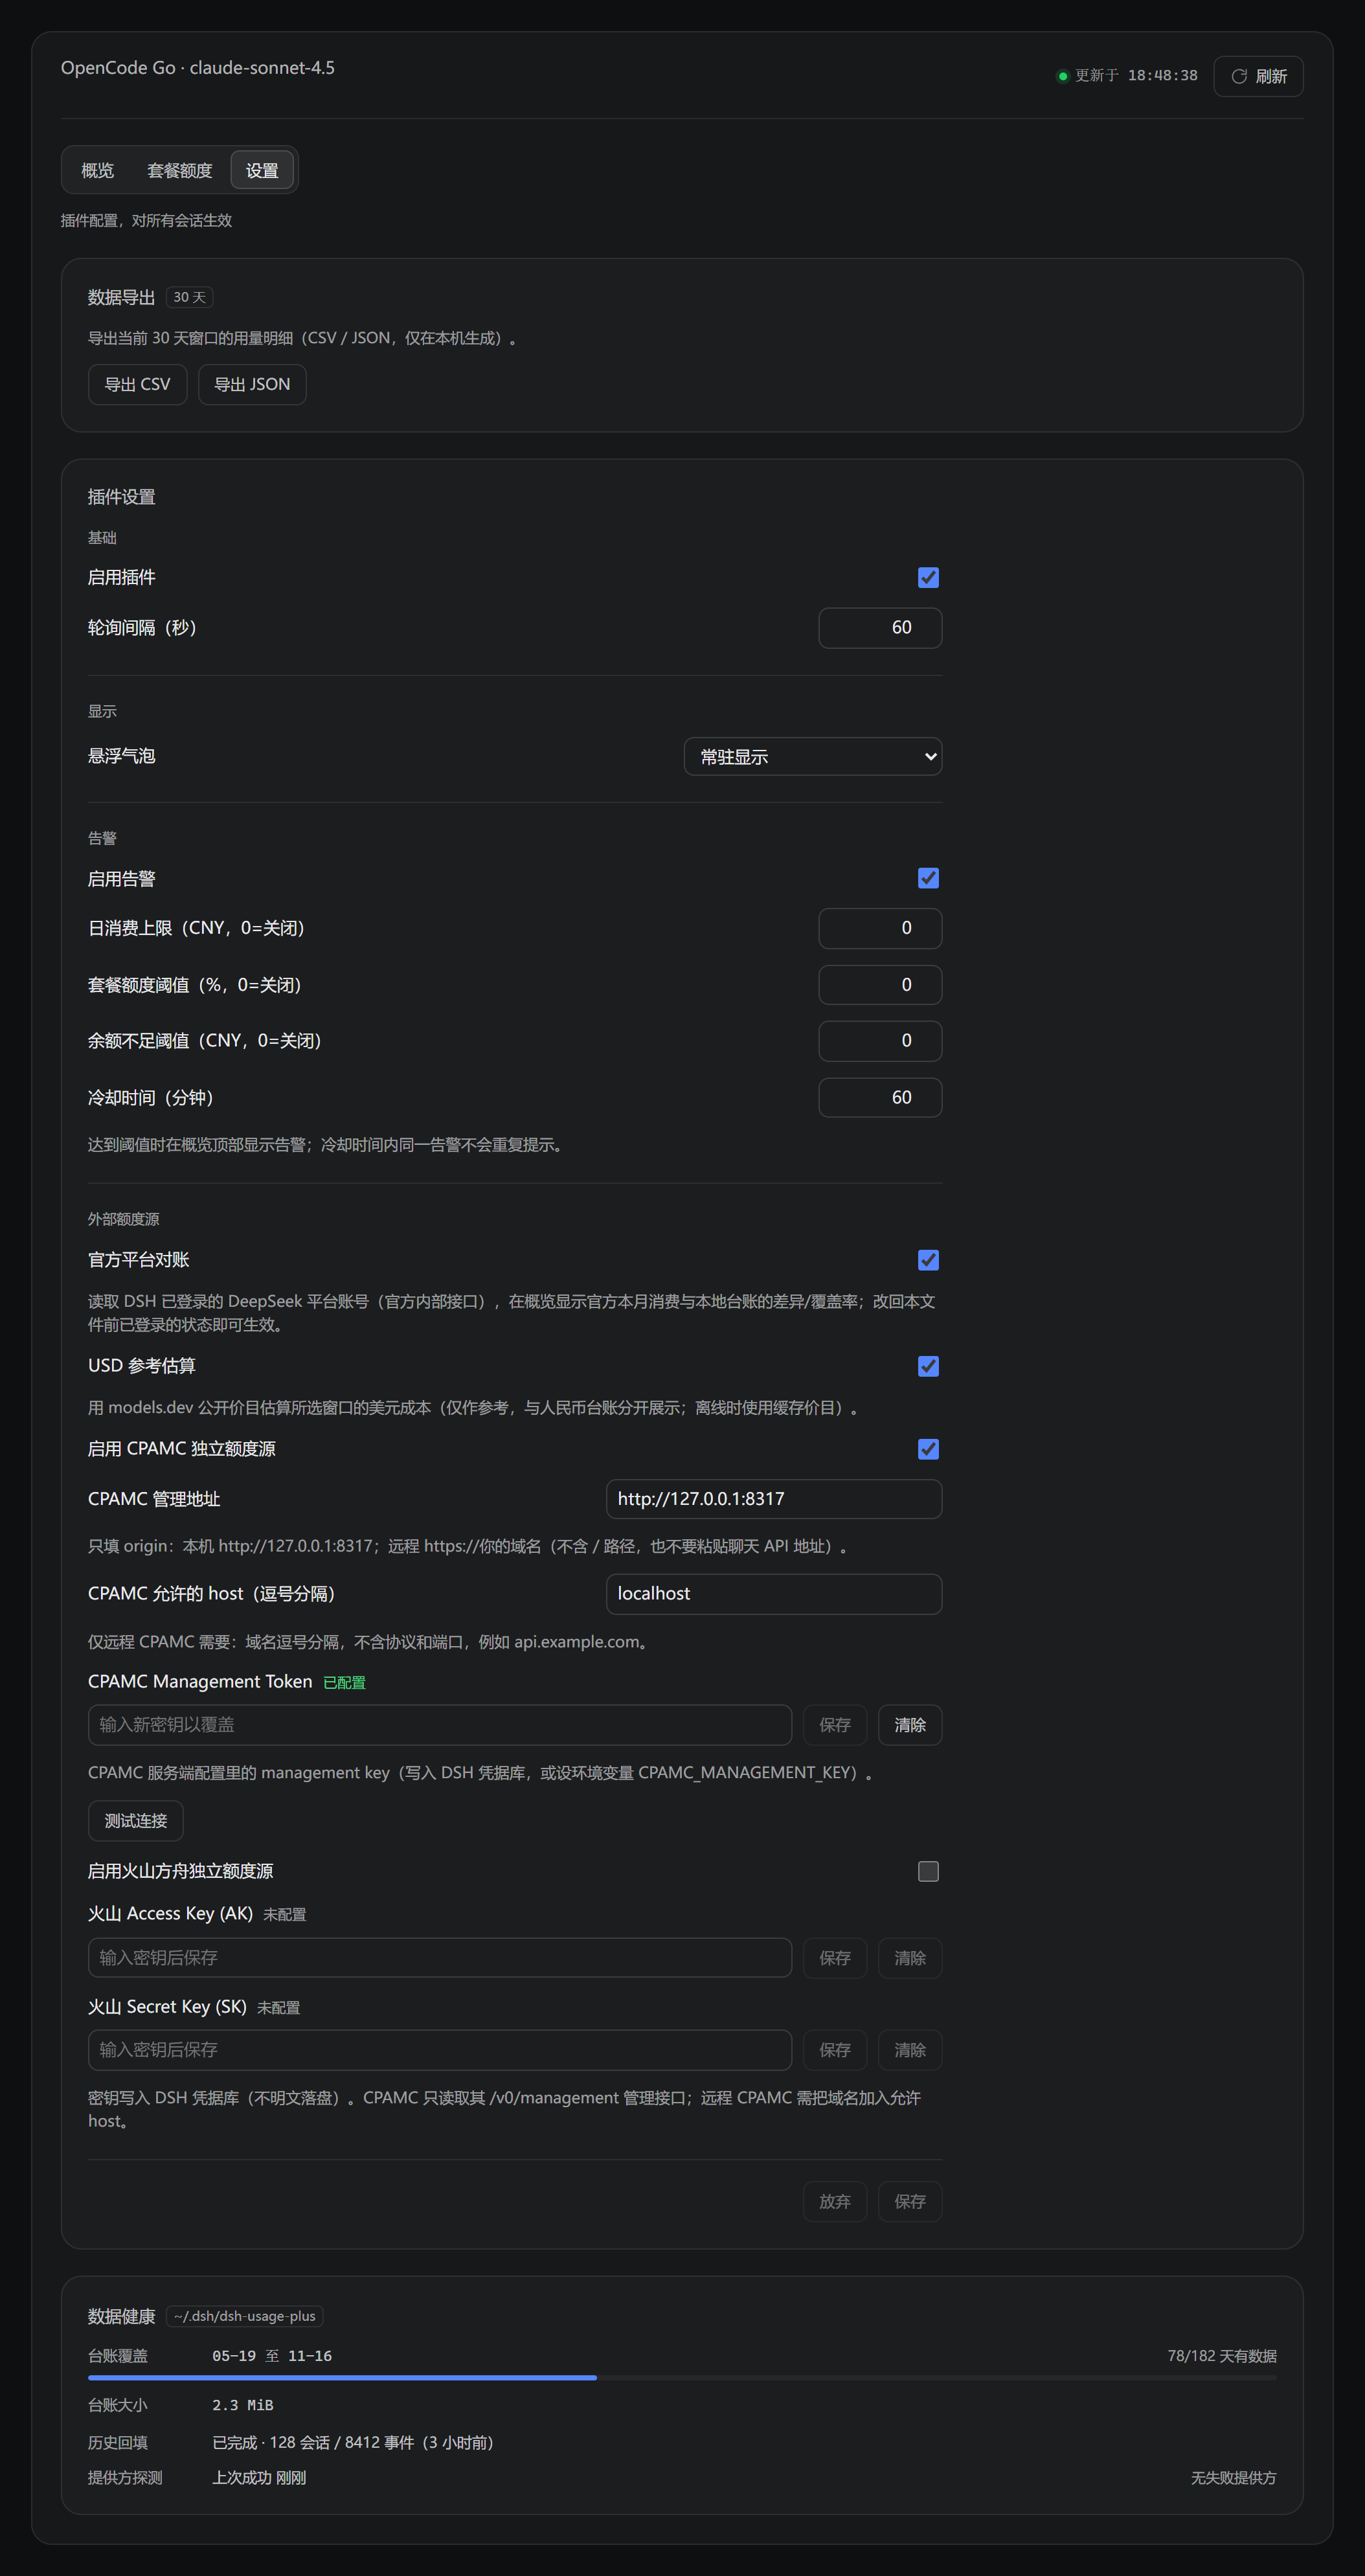 OpenCode Go · claude-sonnet-4.5
更新于 18:48:38
刷新
概览 套餐额度 设置
插件配置，对所有会话生效
数据导出 30 天
导出当前 30 天窗口的用量明细（CSV / JSON，仅在本机生成）。
导出 CSV 导出 JSON
插件设置
基础
启用插件
轮询间隔（秒） 60
显示
悬浮气泡 常驻显示
告警
启用告警
日消费上限（CNY，0=关闭） 0
套餐额度阈值（%，0=关闭） 0
余额不足阈值（CNY，0=关闭） 0
冷却时间（分钟） 60
达到阈值时在概览顶部显示告警；冷却时间内同一告警不会重复提示。
外部额度源
官方平台对账
读取 DSH 已登录的 DeepSeek 平台账号（官方内部接口），在概览显示官方本月消费与本地台账的差异/覆盖率；改回本文
件前已登录的状态即可生效。
USD 参考估算
用 models.dev 公开价目估算所选窗口的美元成本（仅作参考，与人民币台账分开展示；离线时使用缓存价目）。
启用 CPAMC 独立额度源
CPAMC 管理地址 http://127.0.0.1:8317
只填 origin：本机 http://127.0.0.1:8317；远程 https://你的域名（不含 / 路径，也不要粘贴聊天 API 地址）。
CPAMC 允许的 host（逗号分隔） localhost
仅远程 CPAMC 需要：域名逗号分隔，不含协议和端口，例如 api.example.com。
CPAMC Management Token 已配置
输入新密钥以覆盖 保存 清除
CPAMC 服务端配置里的 management key（写入 DSH 凭据库，或设环境变量 CPAMC_MANAGEMENT_KEY）。
测试连接
启用火山方舟独立额度源
火山 Access Key (AK) 未配置
输入密钥后保存 保存 清除
火山 Secret Key (SK) 未配置
输入密钥后保存 保存 清除
密钥写入 DSH 凭据库（不明文落盘）。CPAMC 只读取其 /v0/management 管理接口；远程 CPAMC 需把域名加入允许
host。
放弃 保存
数据健康 ~/.dsh/dsh-usage-plus
台账覆盖 05-19 至 11-16 78/182 天有数据
台账大小 2.3 MiB
历史回填 已完成 · 128 会话 / 8412 事件（3 小时前）
提供方探测 上次成功 刚刚 无失败提供方